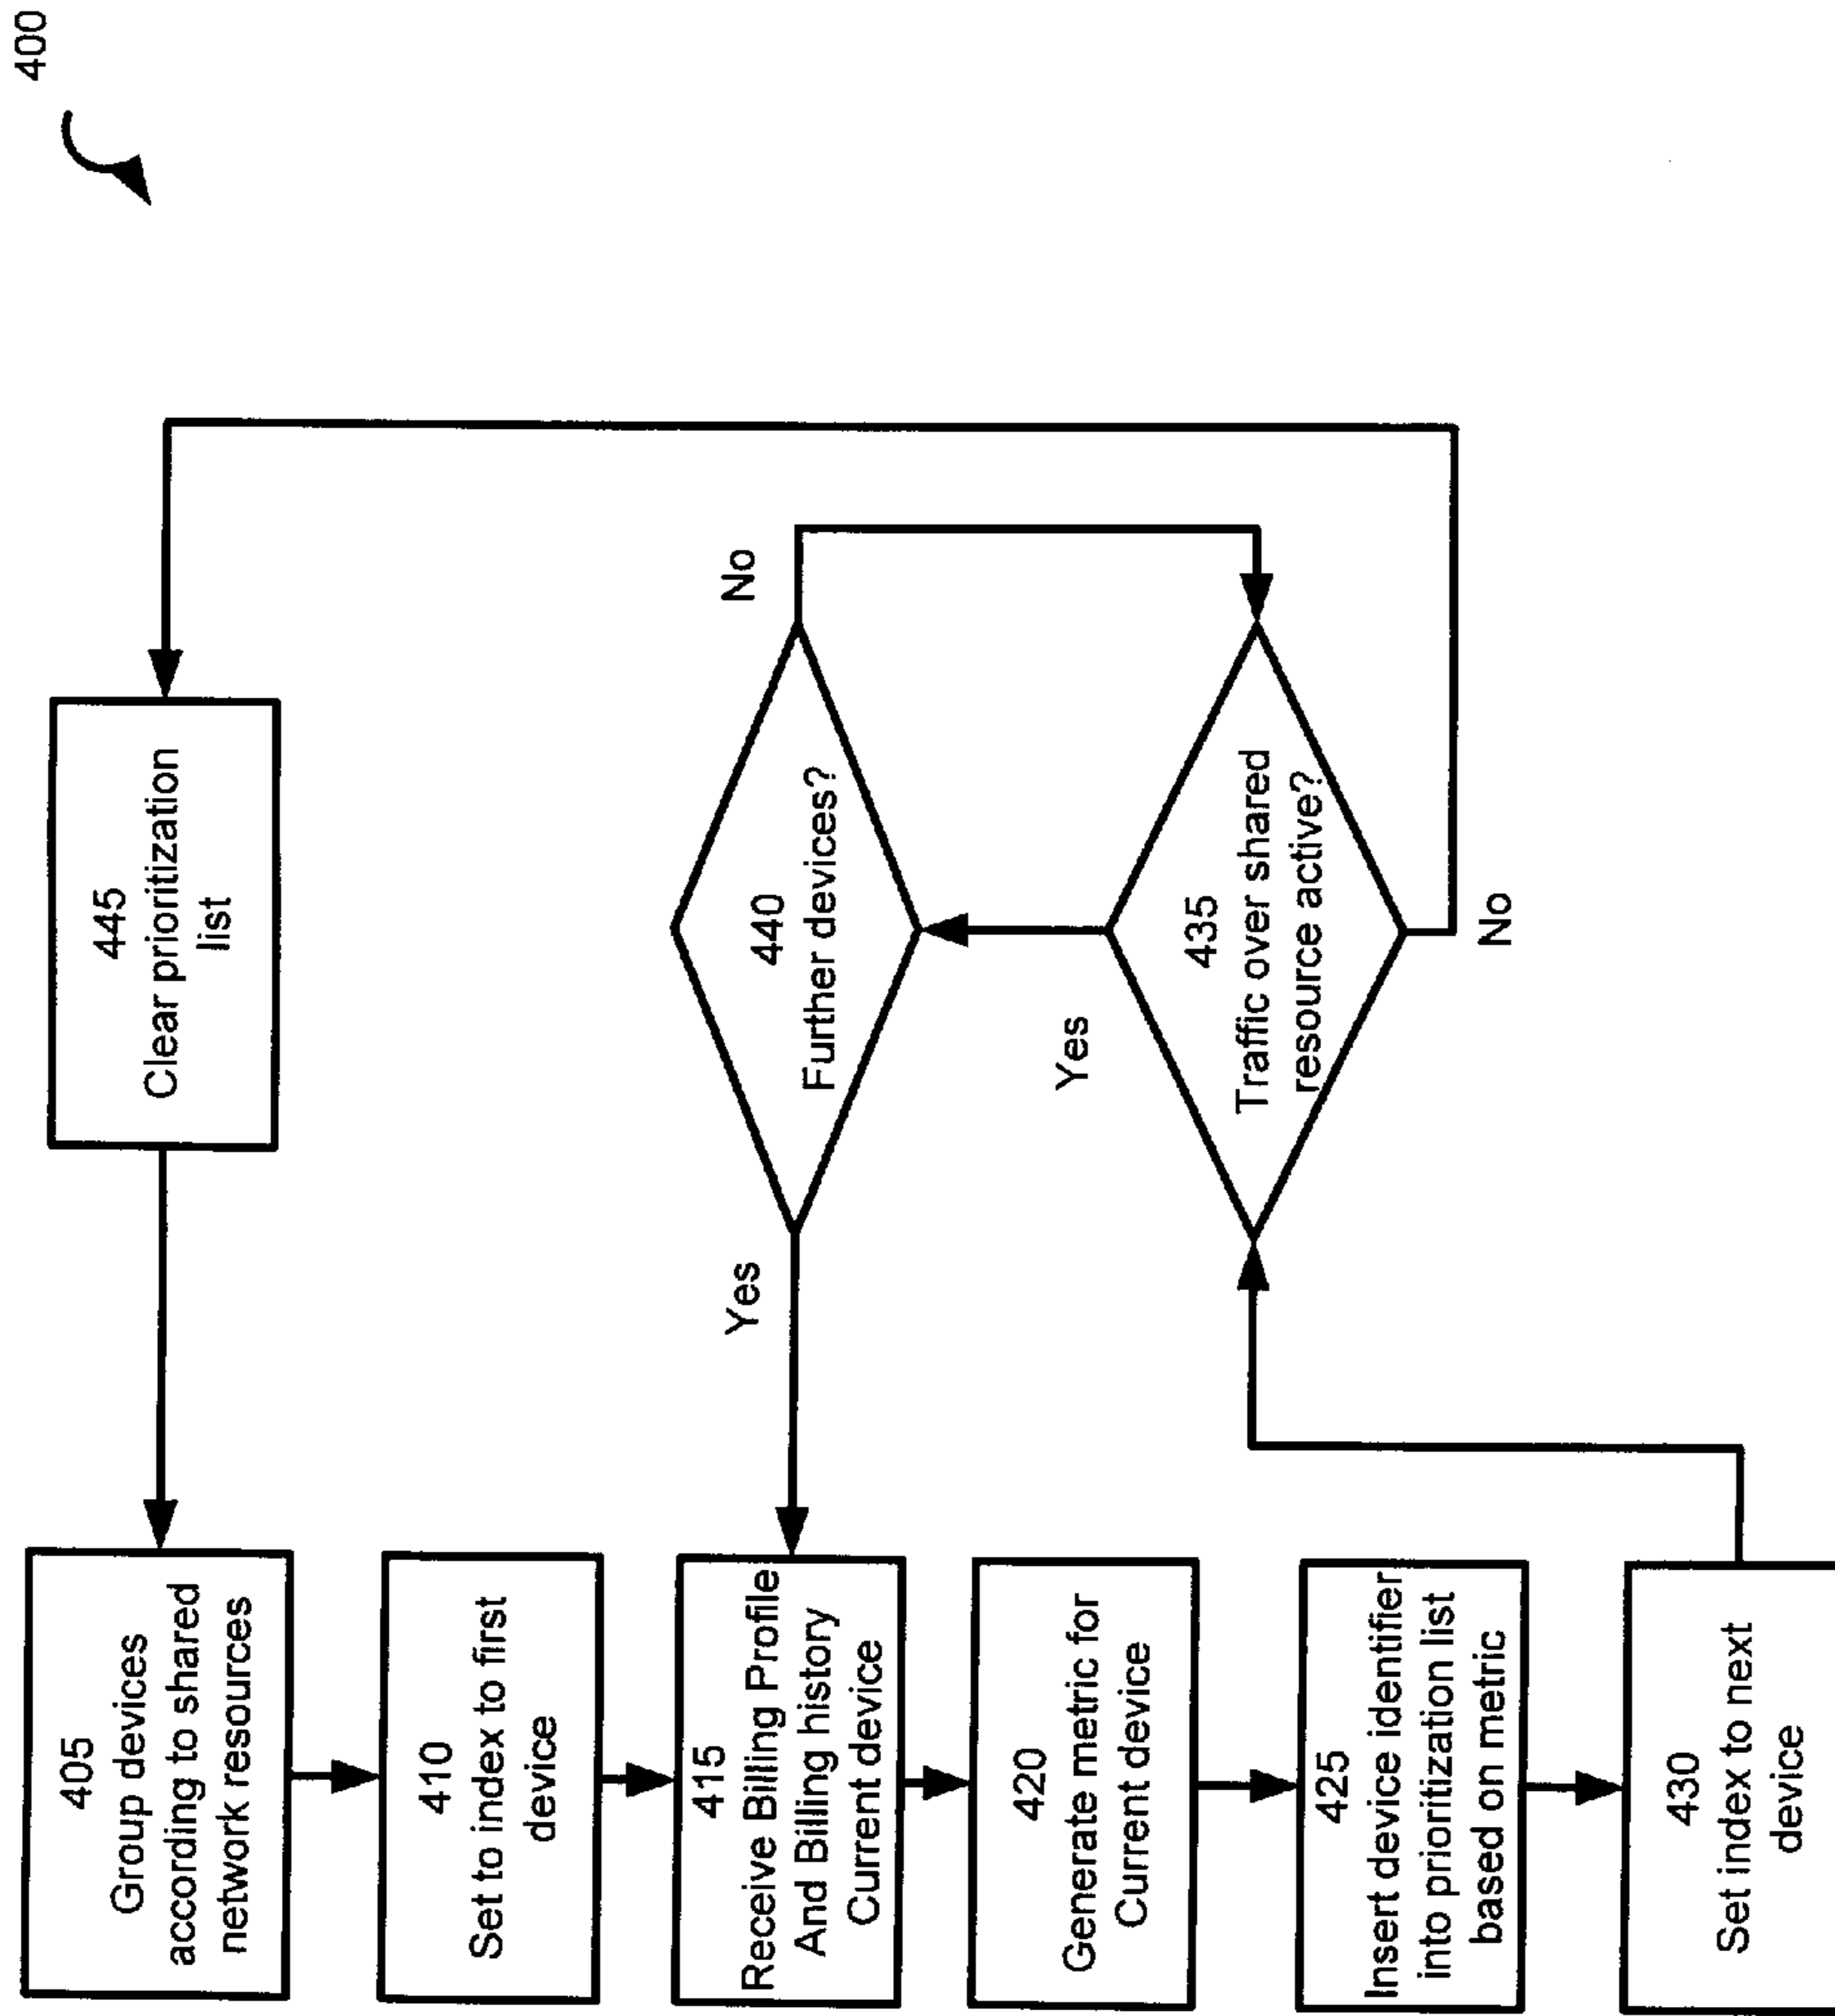 400
405
Group devices
according to shared
network resources
410
Set to index to first
device
415
Receive Billing Profile
And Billing history
Current device
420
Generate metric for
Current device
425
Insert device identifier
into prioritization list
based on metric
430
Set index to next
device
435
Traffic over shared
resource active?
Yes
No
440
Further devices?
Yes
No
445
Clear prioritization
list